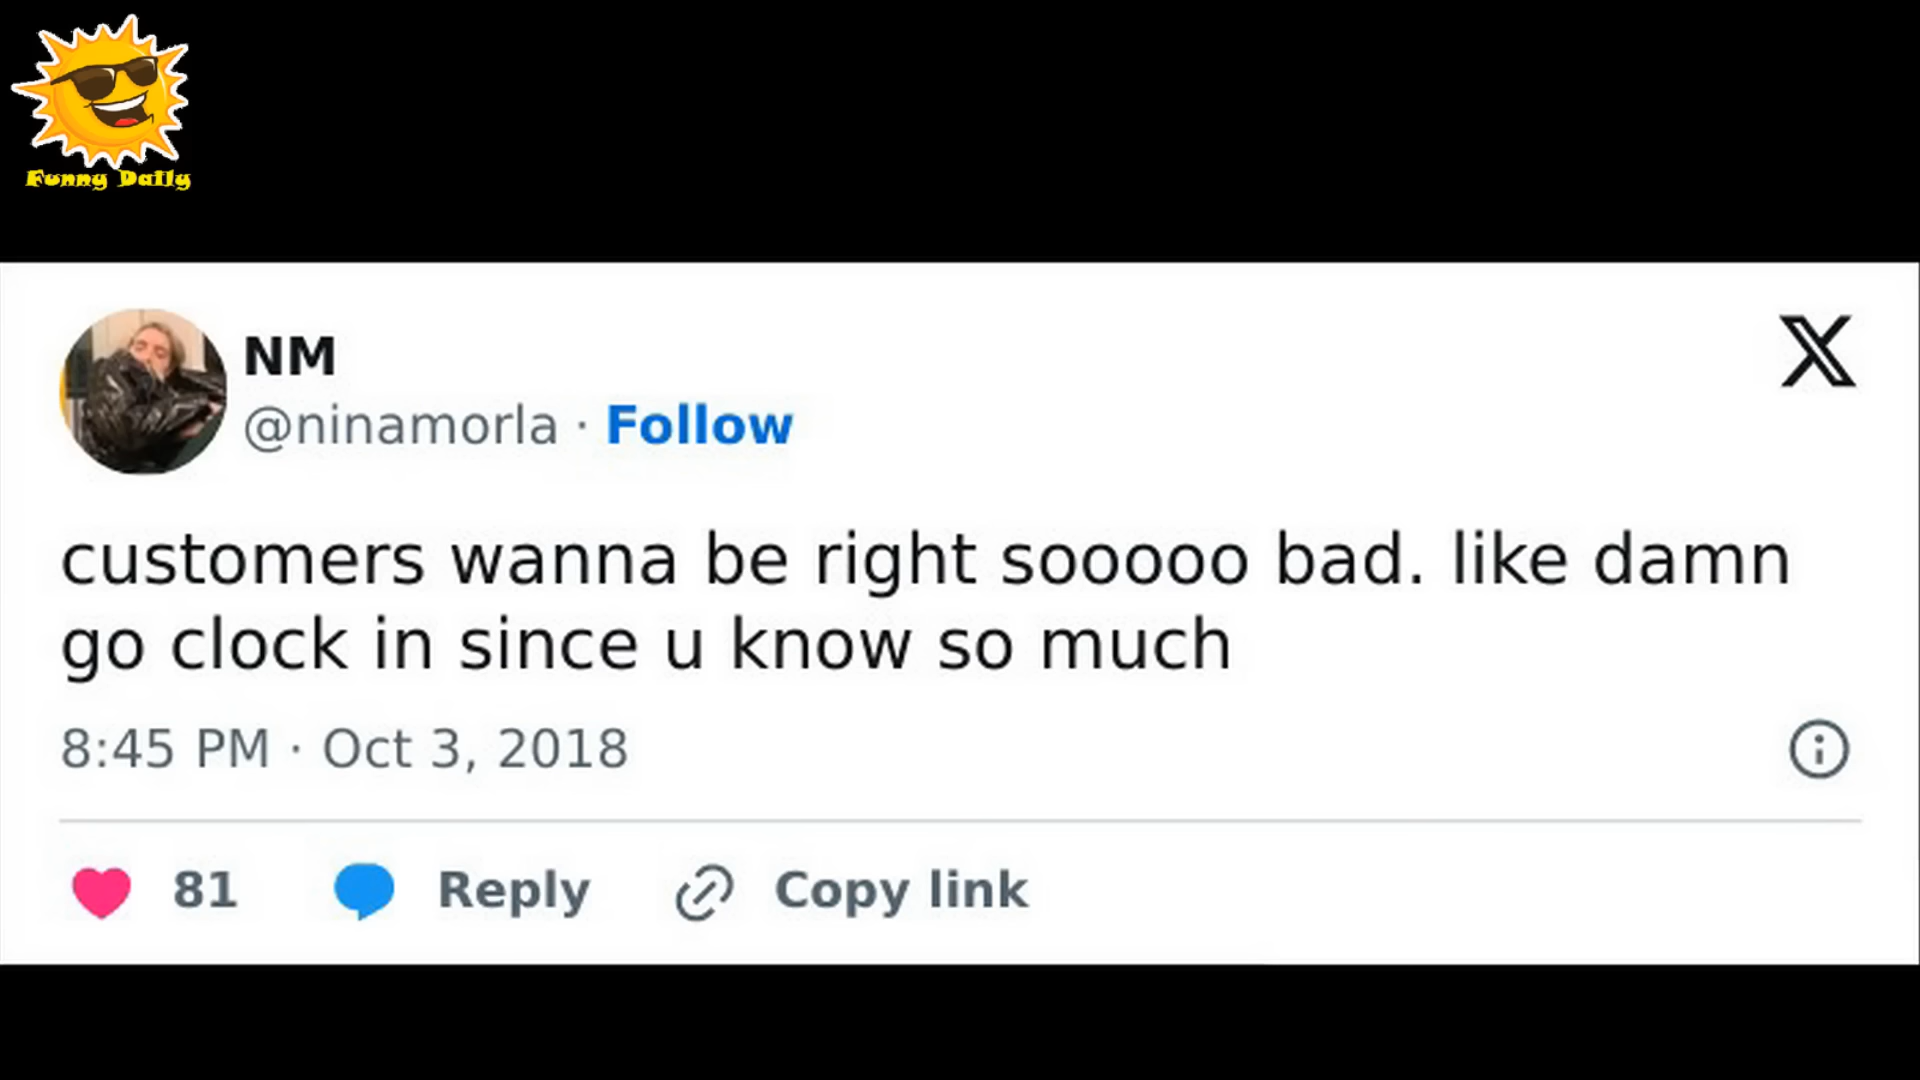 Funny Daily
NM
X
@ninamorla · Follow
customers wanna be right sooooo bad. like damn
go clock in since u know so much
8:45 PM · Oct 3, 2018
81 Reply Copy link